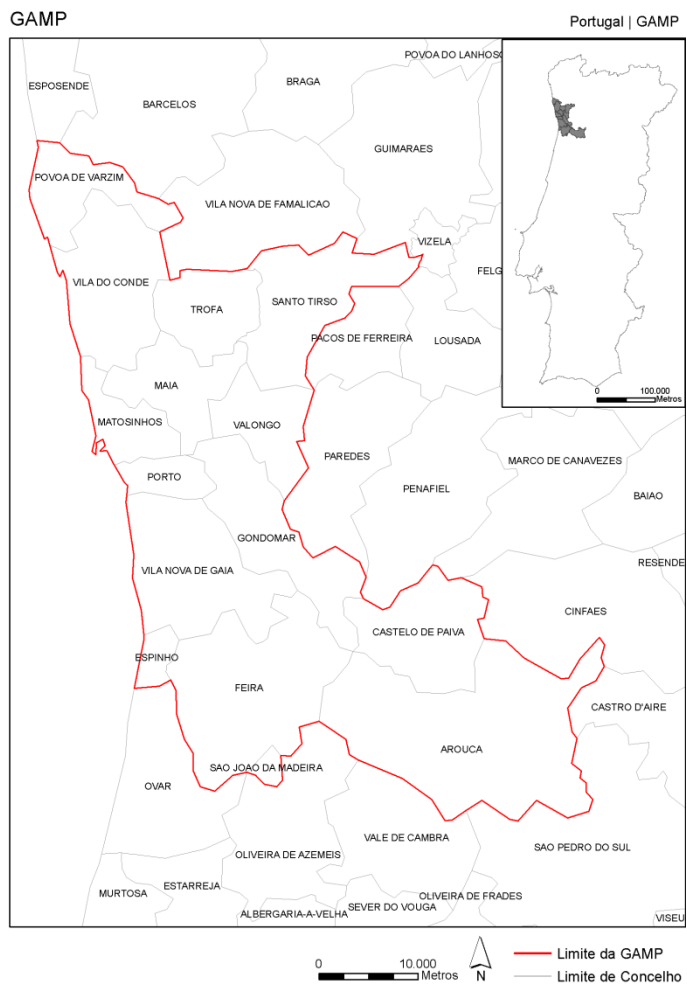 GAMP
Portugal | GAMP
POVOA DO LANHOSO
BRAGA
ESPOSENDE
BARCELOS
GUIMARAES
POVOA DE VARZIM
VILA NOVA DE FAMALICAO
VIZELA
FELG
VILA DO CONDE
SANTO TIRSO
TROFA
PACOS DE FERREIRA
LOUSADA
0 100.000
Metros
MAIA
MATOSINHOS
VALONGO
PAREDES
MARCO DE CANAVEZES
PORTO
PENAFIEL
BAIAO
GONDOMAR
RESENDE
VILA NOVA DE GAIA
CINFAES
CASTELO DE PAIVA
ESPINHO
FEIRA
CASTRO D'AIRE
AROUCA
SAO JOAO DA MADEIRA
OVAR
VALE DE CAMBRA
SAO PEDRO DO SUL
OLIVEIRA DE AZEMEIS
ESTARREJA
MURTOSA
OLIVEIRA DE FRADES
SEVER DO VOUGA
ALBERGARIA-A-VELHA
VISEU
0 10.000
Metros
N
Limite da GAMP
Limite de Concelho